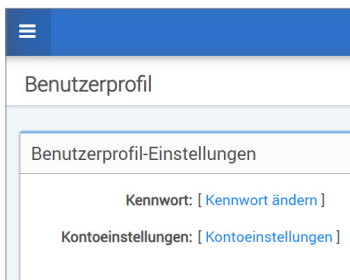 Benutzerprofil
Benutzerprofil-Einstellungen
Kennwort: [ Kennwort ändern ]
Kontoeinstellungen: [ Kontoeinstellungen ]